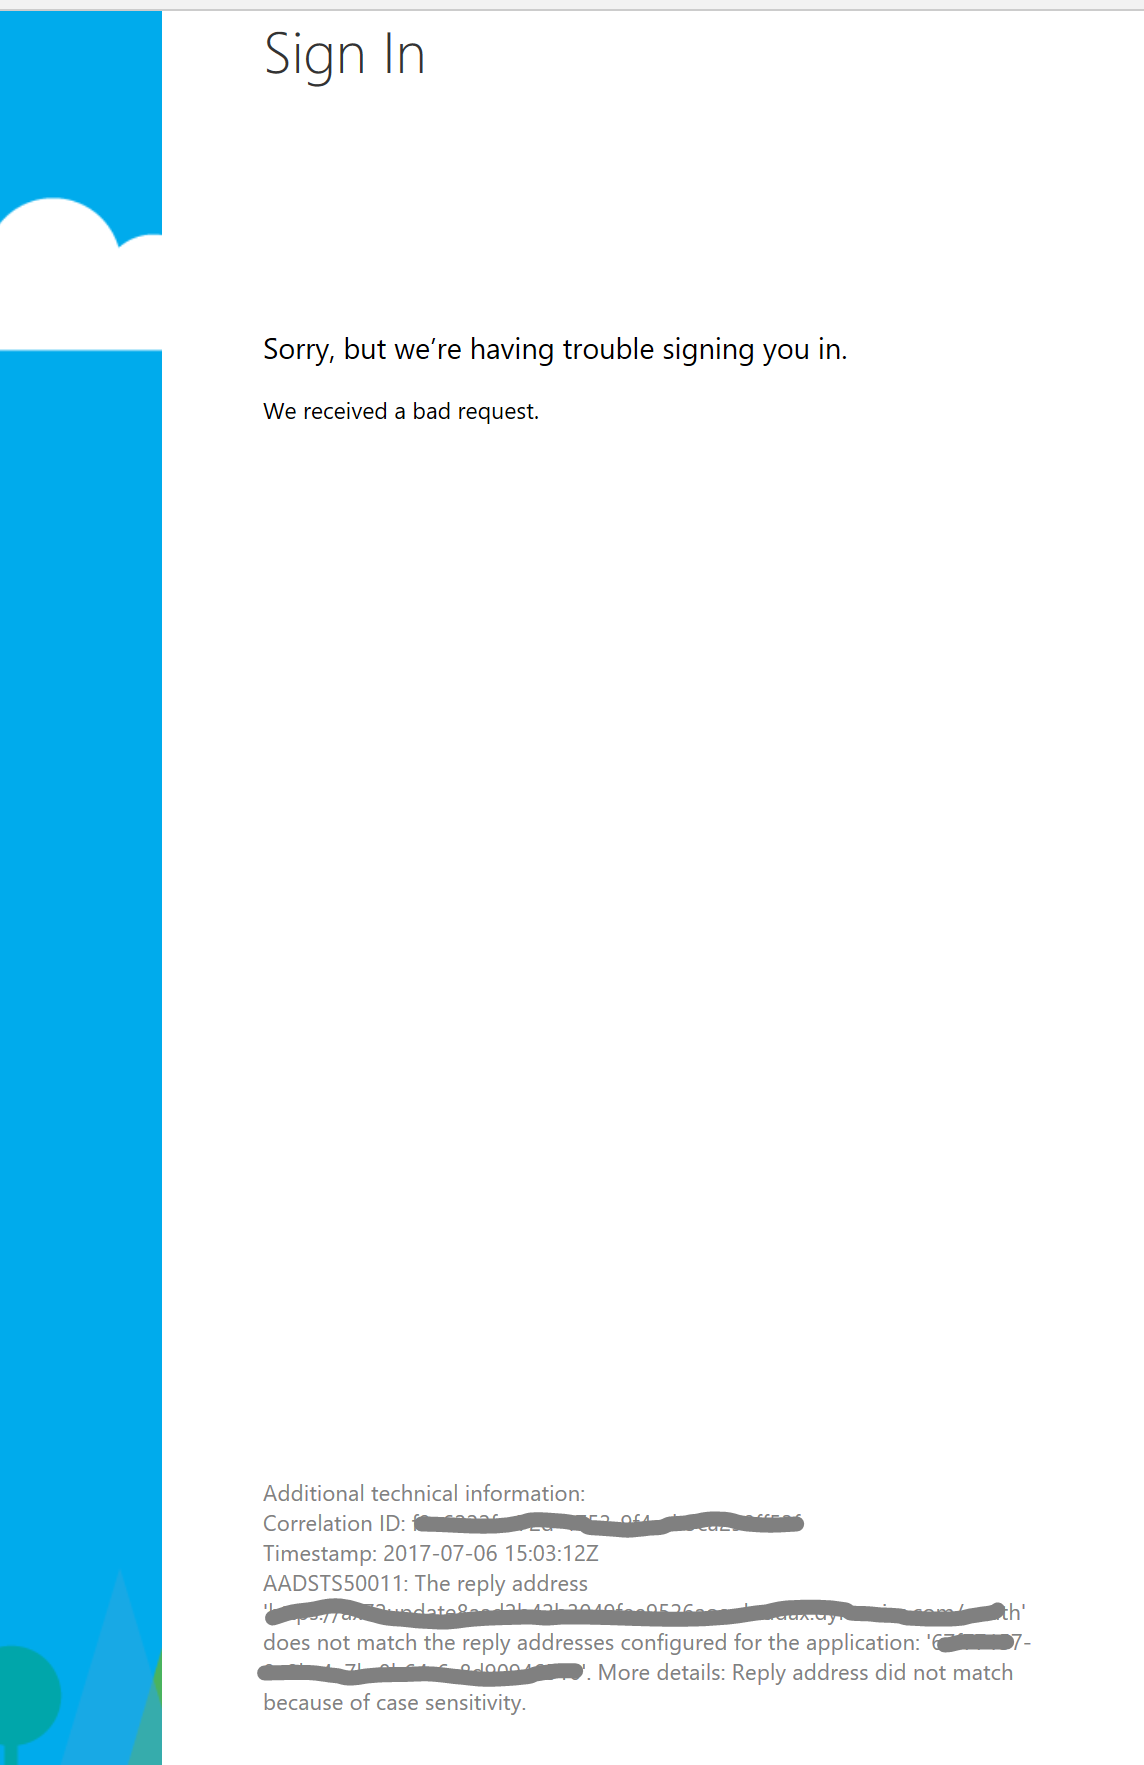 Sign In
Sorry, but we’re having trouble signing you in.
We received a bad request.
Additional technical information:
Correlation ID:
Timestamp: 2017-07-06 15:03:12Z
AADSTS50011: The reply address
does not match the reply addresses configured for the application:
More details: Reply address did not match
because of case sensitivity.